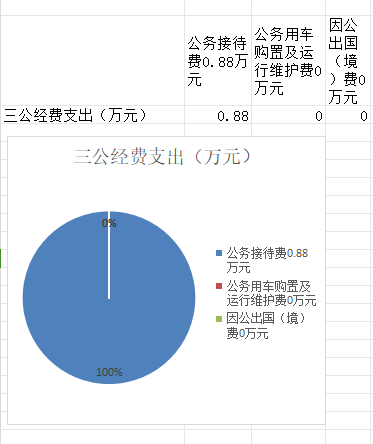 公务接待
费0.88万
元
公务用车
购置及运
行维护费0
万元
因公
出国
（境
）费0
万元
三公经费支出（万元）
0.88
0
0
三公经费支出（万元）
0%
100%
公务接待费0.88
万元
公务用车购置及
运行维护费0万元
因公出国（境）
费0万元